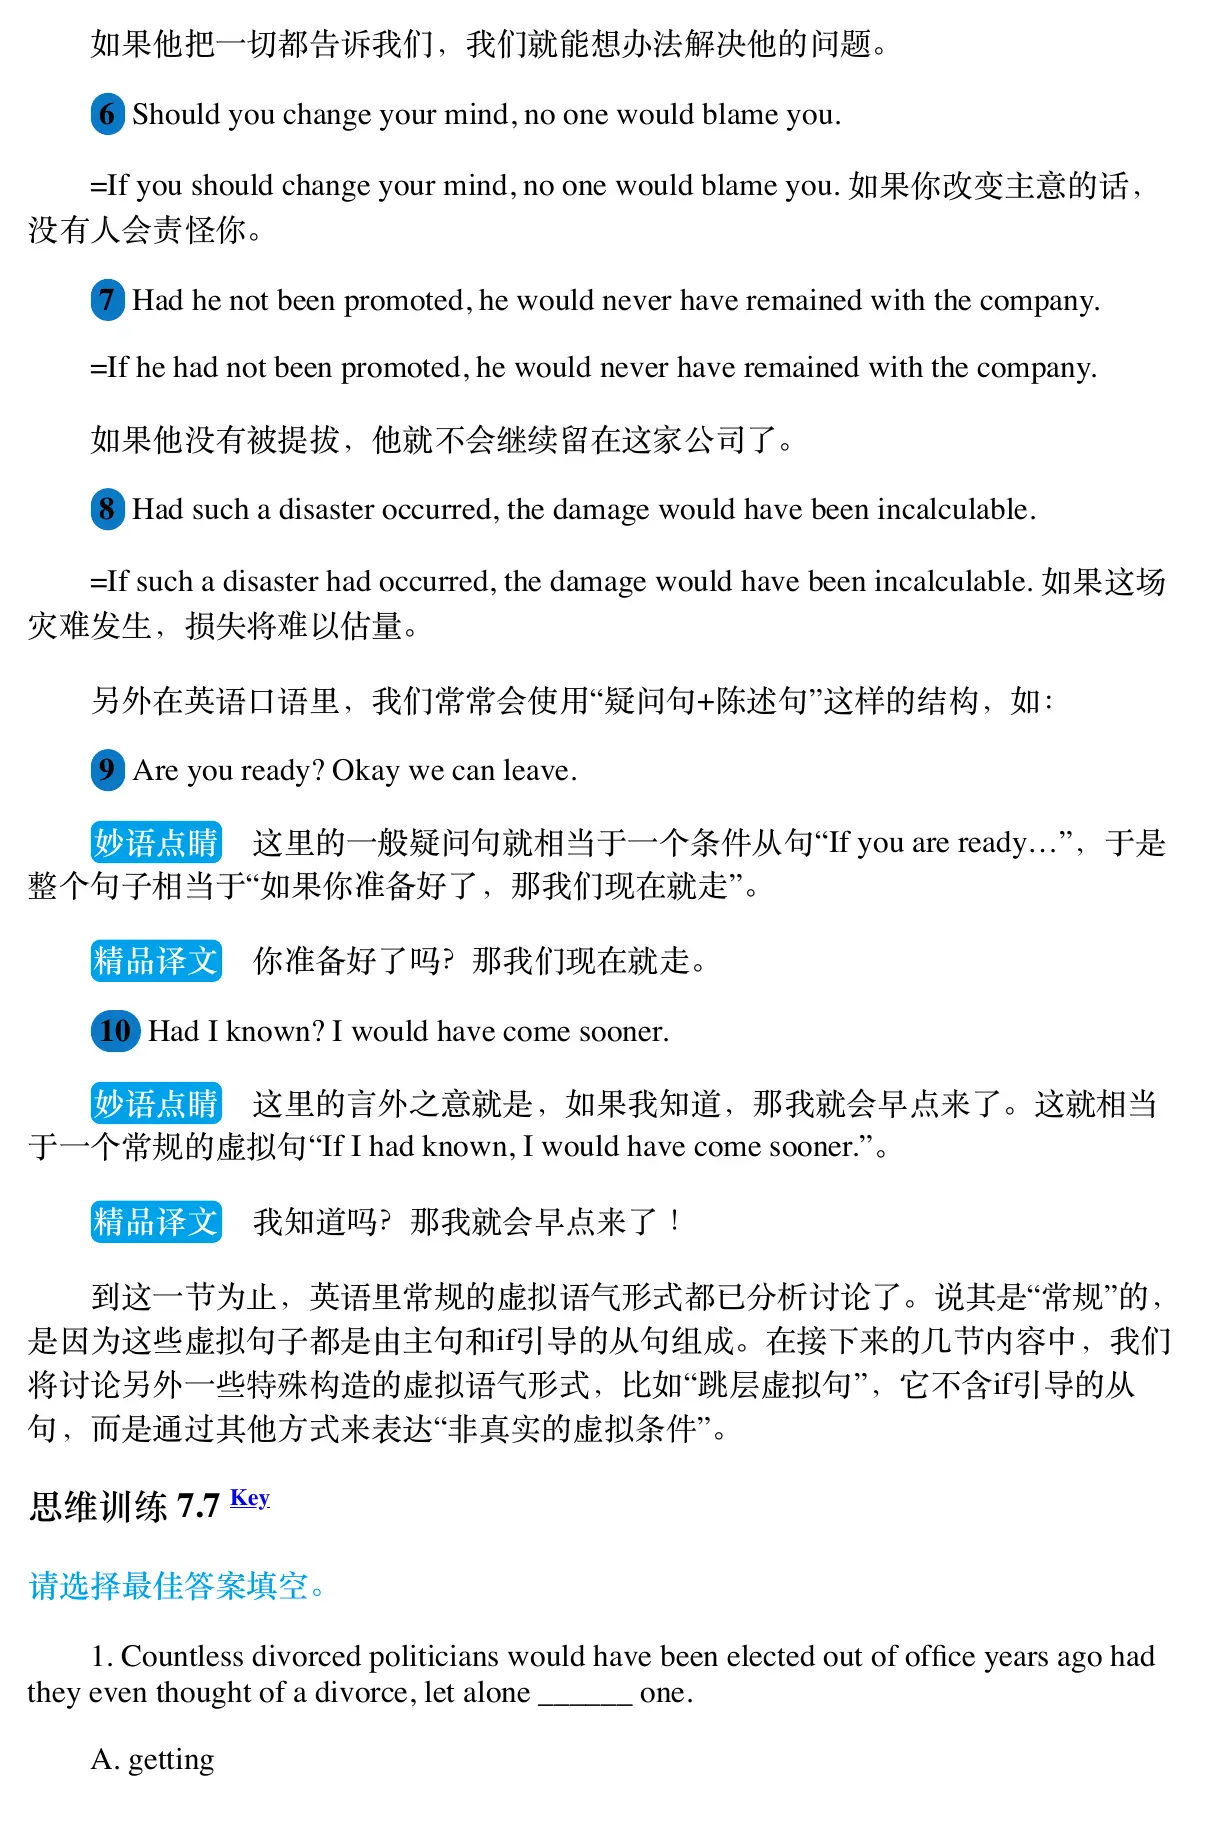 如果他把一切都告诉我们，我们就能想办法解决他的问题。
6 Should you change your mind, no one would blame you.
=If you should change your mind, no one would blame you. 如果你改变主意的话，
没有人会责怪你。
7 Had he not been promoted, he would never have remained with the company.
=If he had not been promoted, he would never have remained with the company.
如果他没有被提拔，他就不会继续留在这家公司了。
8 Had such a disaster occurred, the damage would have been incalculable.
=If such a disaster had occurred, the damage would have been incalculable. 如果这场
灾难发生，损失将难以估量。
另外在英语口语里，我们常常会使用“疑问句+陈述句”这样的结构，如：
9 Are you ready? Okay we can leave.
妙语点睛 这里的一般疑问句就相当于一个条件从句“If you are ready…”，于是
整个句子相当于“如果你准备好了，那我们现在就走”。
精品译文 你准备好了吗？那我们现在就走。
10 Had I known? I would have come sooner.
妙语点睛 这里的言外之意就是，如果我知道，那我就会早点来了。这就相当
于一个常规的虚拟句“If I had known, I would have come sooner.”。
精品译文 我知道吗？那我就会早点来了！
到这一节为止，英语里常规的虚拟语气形式都已分析讨论了。说其是“常规”的，
是因为这些虚拟句子都是由主句和if引导的从句组成。在接下来的几节内容中，我们
将讨论另外一些特殊构造的虚拟语气形式，比如“跳层虚拟句”，它不含if引导的从
句，而是通过其他方式来表达“非真实的虚拟条件”。
思维训练 7.7 Key
请选择最佳答案填空。
1. Countless divorced politicians would have been elected out of office years ago had
they even thought of a divorce, let alone ______ one.
A. getting